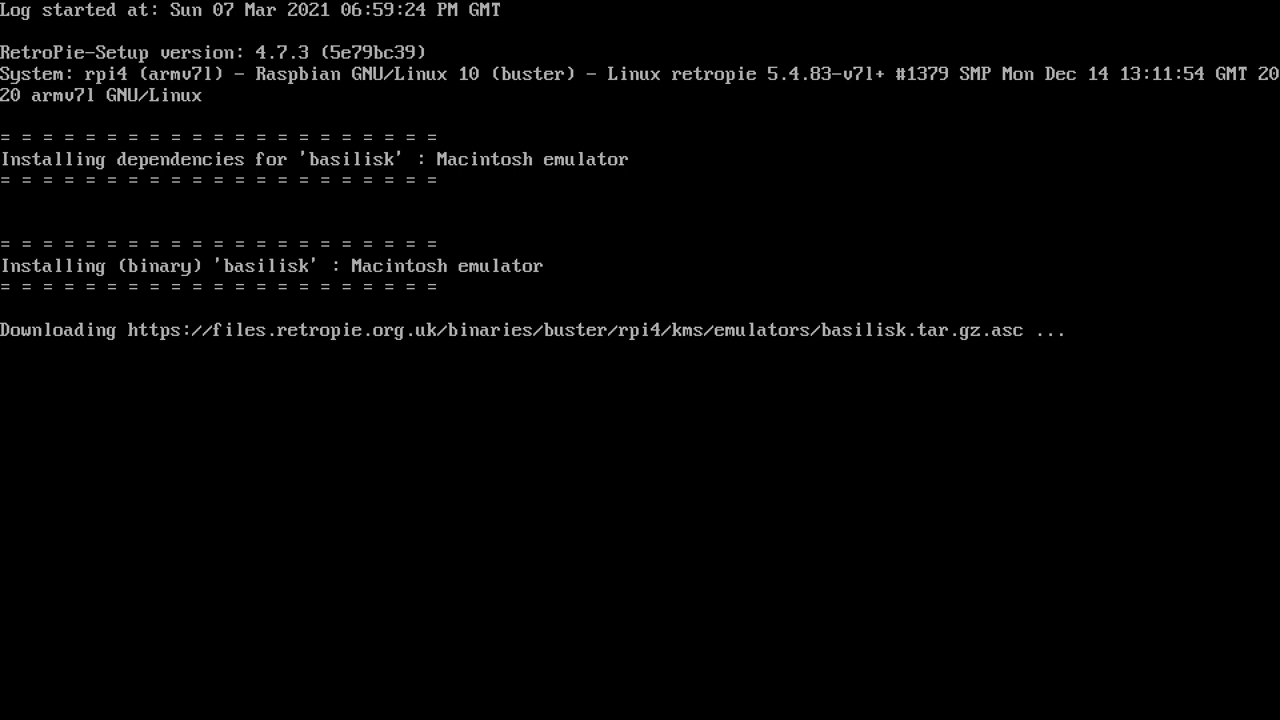 Log started at: Sun 07 Mar 2021 06:59:24 PM GMT
RetroPie-Setup version: 4.7.3 (5e79bc39)
System: rpi4 (armv7l) - Raspbian GNU/Linux 10 (buster) - Linux retropie 5.4.83-v7l+ #1379 SMP Mon Dec 14 13:11:54 GMT 20
20 armv7l GNU/Linux
= = = = = = = = = = = = = = = = = = = = =
Installing dependencies for 'basilisk' : Macintosh emulator
= = = = = = = = = = = = = = = = = = = = =
= = = = = = = = = = = = = = = = = = = = =
Installing (binary) 'basilisk' : Macintosh emulator
= = = = = = = = = = = = = = = = = = = = =
Downloading https://files.retropie.org.uk/binaries/buster/rpi4/kms/emulators/basilisk.tar.gz.asc ...